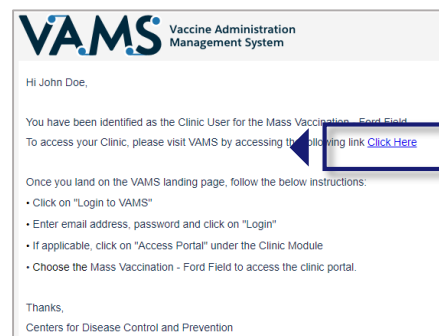 VAMS Vaccine Administration
Management System
Hi John Doe,
You have been identified as the Clinic User for the Mass Vaccination - Ford Field
To access your Clinic, please visit VAMS by accessing the following link Click Here
Once you land on the VAMS landing page, follow the below instructions:
• Click on "Login to VAMS"
• Enter email address, password and click on "Login"
• If applicable, click on "Access Portal" under the Clinic Module
• Choose the Mass Vaccination - Ford Field to access the clinic portal.
Thanks,
Centers for Disease Control and Prevention